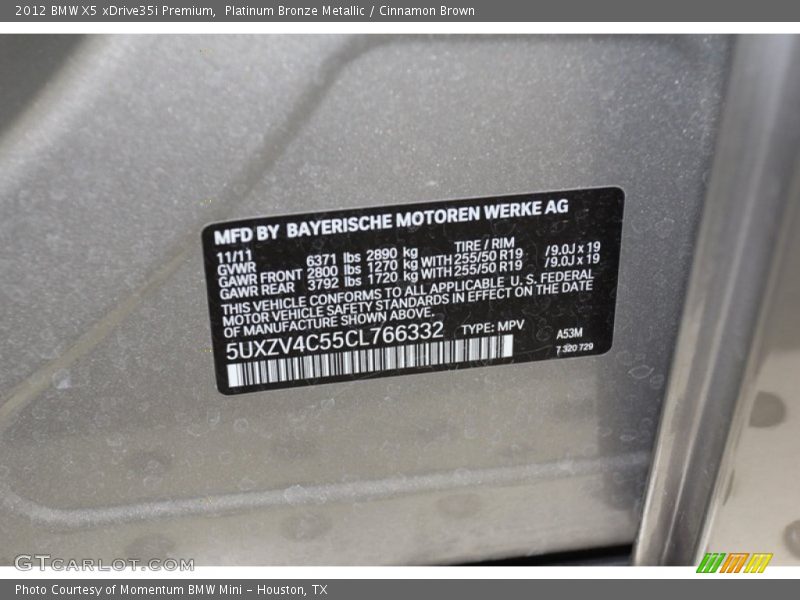 2012 BMW X5 xDrive35i Premium,  Platinum Bronze Metallic / Cinnamon Brown
MFD BY BAYERISCHE MOTOREN WERKE AG
11/11 TIRE / RIM
GVWR 6371 lbs 2890 kg
GAWR FRONT 2800 lbs 1270 kg WITH 255/50 R19 /9.0J x 19
GAWR REAR 3792 lbs 1720 kg WITH 255/50 R19 /9.0J x 19
THIS VEHICLE CONFORMS TO ALL APPLICABLE U.S. FEDERAL
MOTOR VEHICLE SAFETY STANDARDS IN EFFECT ON THE DATE
OF MANUFACTURE SHOWN ABOVE.
5UXZV4C55CL766332 TYPE: MPV A53M
7 320 729
GTCARLOT.COM
Photo Courtesy of Momentum BMW Mini - Houston, TX